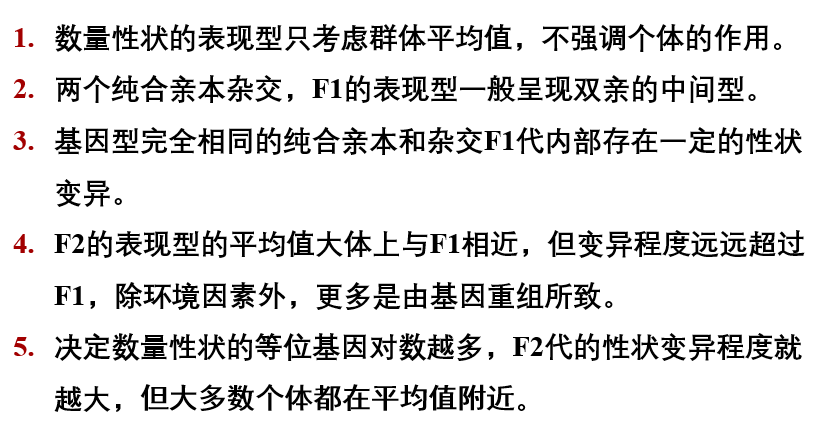 1. 数量性状的表现型只考虑群体平均值，不强调个体的作用。
2. 两个纯合亲本杂交，F1的表现型一般呈现双亲的中间型。
3. 基因型完全相同的纯合亲本和杂交F1代内部存在一定的性状
变异。
4. F2的表现型的平均值大体上与F1相近，但变异程度远远超过
F1，除环境因素外，更多是由基因重组所致。
5. 决定数量性状的等位基因对数越多，F2代的性状变异程度就
越大，但大多数个体都在平均值附近。